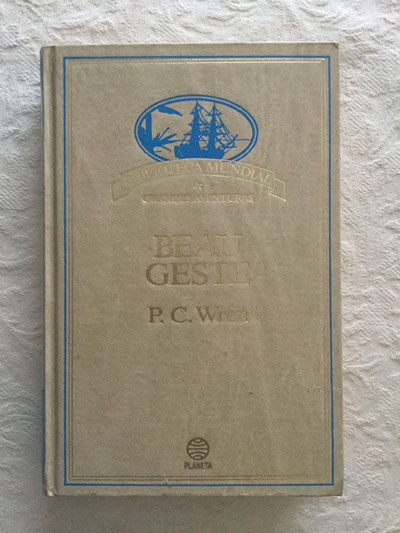 BIBLIOTECA MUNDIAL
de
GRANDES AVENTURAS
BEAU
GESTE
P. C. Wren
PLANETA